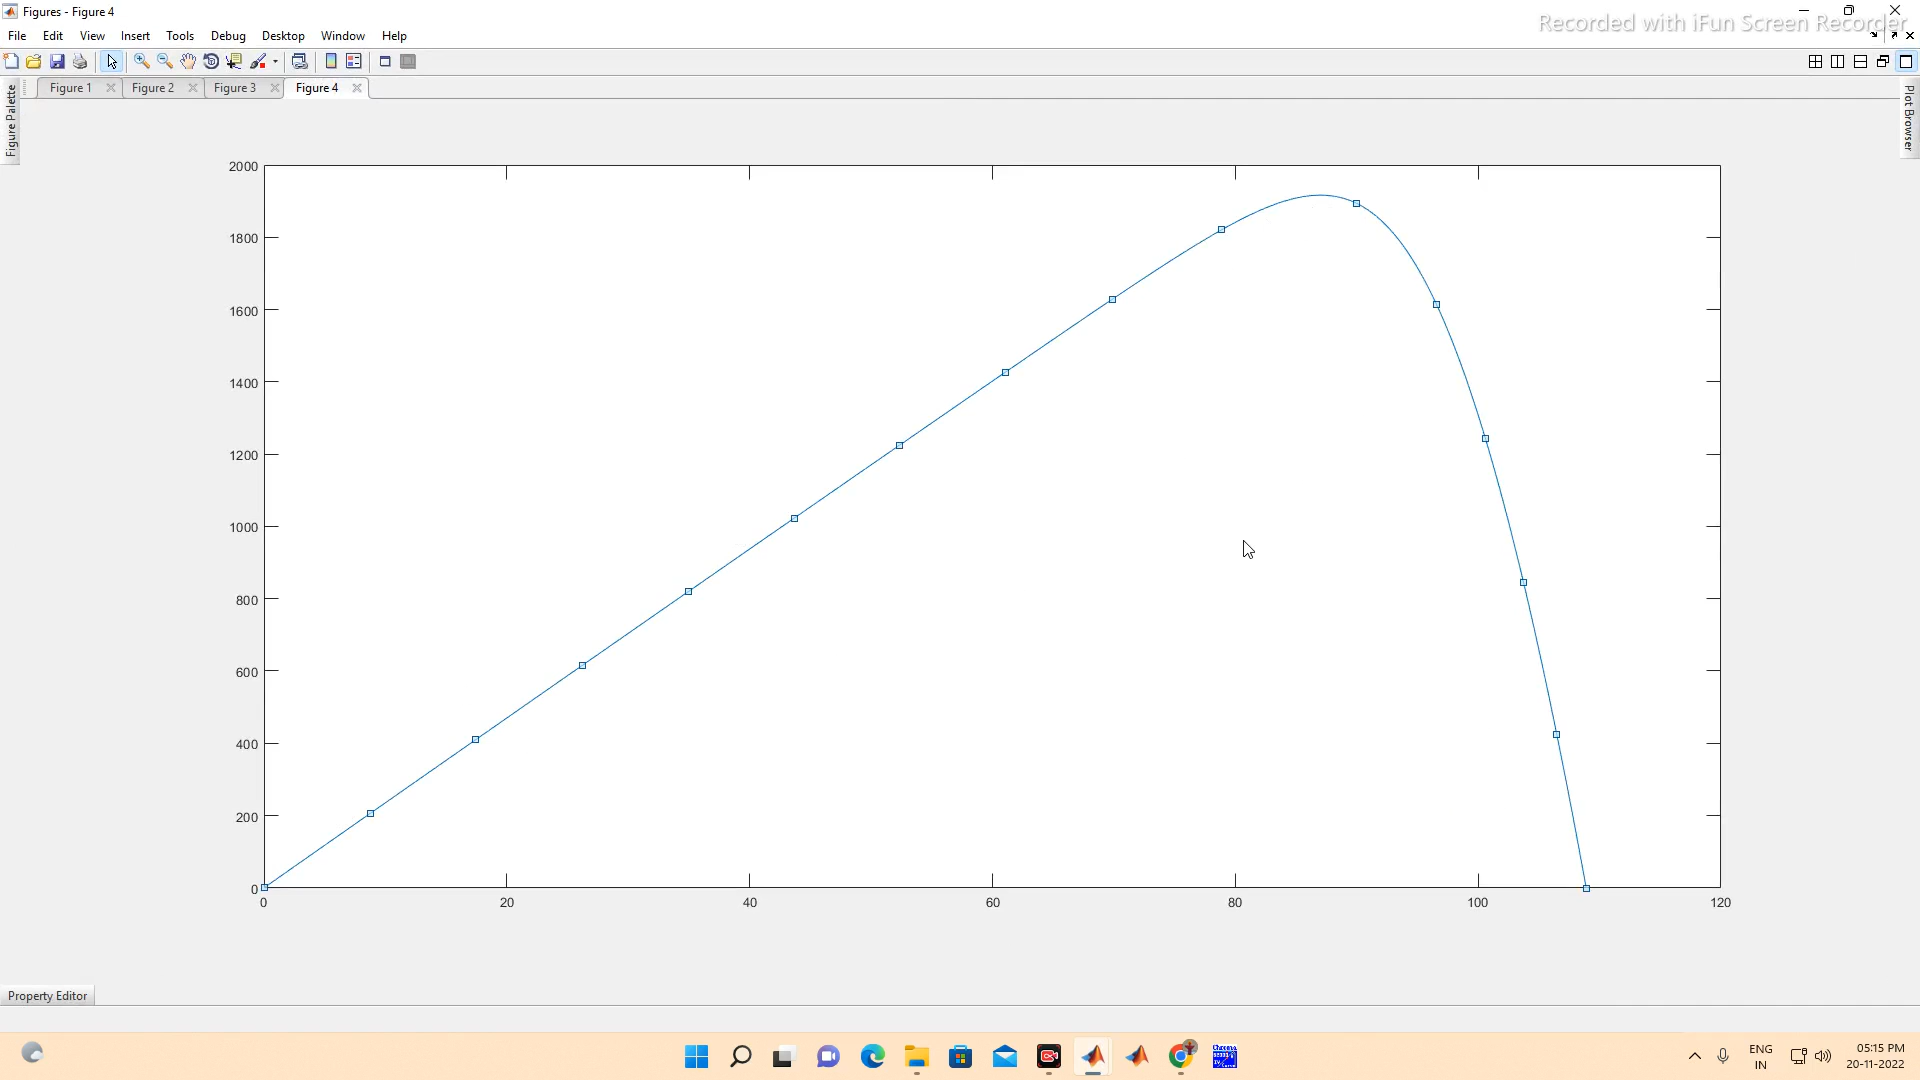 Figures - Figure 4
Recorded with iFun Screen Recorder
File Edit View Insert Tools Debug Desktop Window Help
Figure 1 Figure 2 Figure 3 Figure 4
Figure Palette
Plot Browser
2000
1800
1600
1400
1200
1000
800
600
400
200
0
0 20 40 60 80 100 120
Property Editor
ENG
IN
05:15 PM
20-11-2022